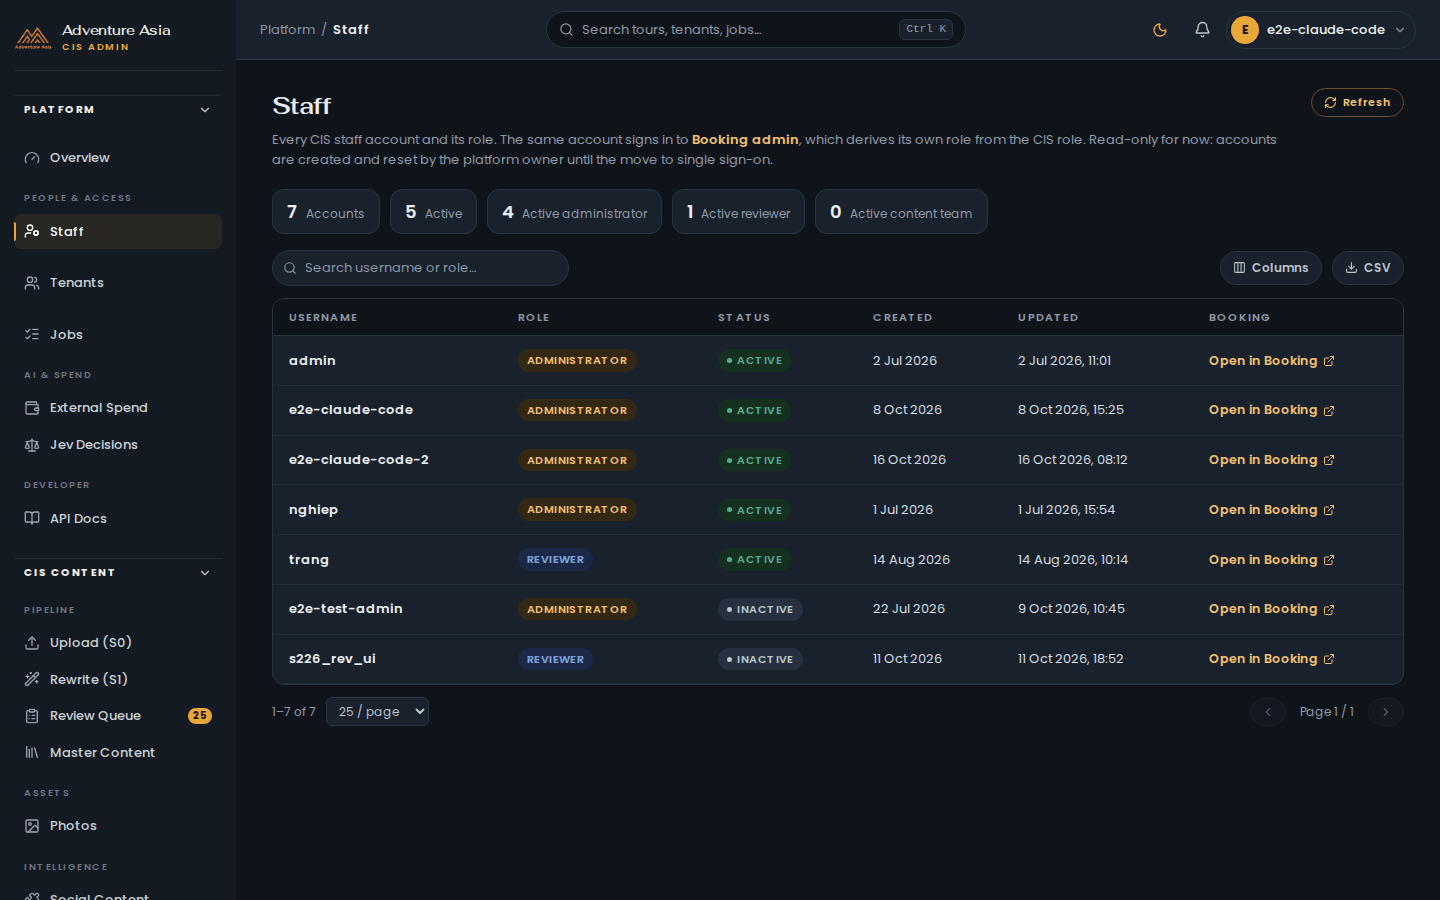 Adventure Asia
Adventure Asia
CIS ADMIN
Platform / Staff
Search tours, tenants, jobs…
Ctrl K
E
e2e-claude-code
PLATFORM
Overview
PEOPLE & ACCESS
Staff
Tenants
Jobs
AI & SPEND
External Spend
Jev Decisions
DEVELOPER
API Docs
CIS CONTENT
PIPELINE
Upload (S0)
Rewrite (S1)
Review Queue 25
Master Content
ASSETS
Photos
INTELLIGENCE
Social Content
Staff
Refresh
Every CIS staff account and its role. The same account signs in to Booking admin, which derives its own role from the CIS role. Read-only for now: accounts
are created and reset by the platform owner until the move to single sign-on.
7 Accounts
5 Active
4 Active administrator
1 Active reviewer
0 Active content team
Search username or role…
Columns
CSV
USERNAME ROLE STATUS CREATED UPDATED BOOKING
admin ADMINISTRATOR ACTIVE 2 Jul 2026 2 Jul 2026, 11:01 Open in Booking
e2e-claude-code ADMINISTRATOR ACTIVE 8 Oct 2026 8 Oct 2026, 15:25 Open in Booking
e2e-claude-code-2 ADMINISTRATOR ACTIVE 16 Oct 2026 16 Oct 2026, 08:12 Open in Booking
nghiep ADMINISTRATOR ACTIVE 1 Jul 2026 1 Jul 2026, 15:54 Open in Booking
trang REVIEWER ACTIVE 14 Aug 2026 14 Aug 2026, 10:14 Open in Booking
e2e-test-admin ADMINISTRATOR INACTIVE 22 Jul 2026 9 Oct 2026, 10:45 Open in Booking
s226_rev_ui REVIEWER INACTIVE 11 Oct 2026 11 Oct 2026, 18:52 Open in Booking
1–7 of 7
25 / page
Page 1 / 1